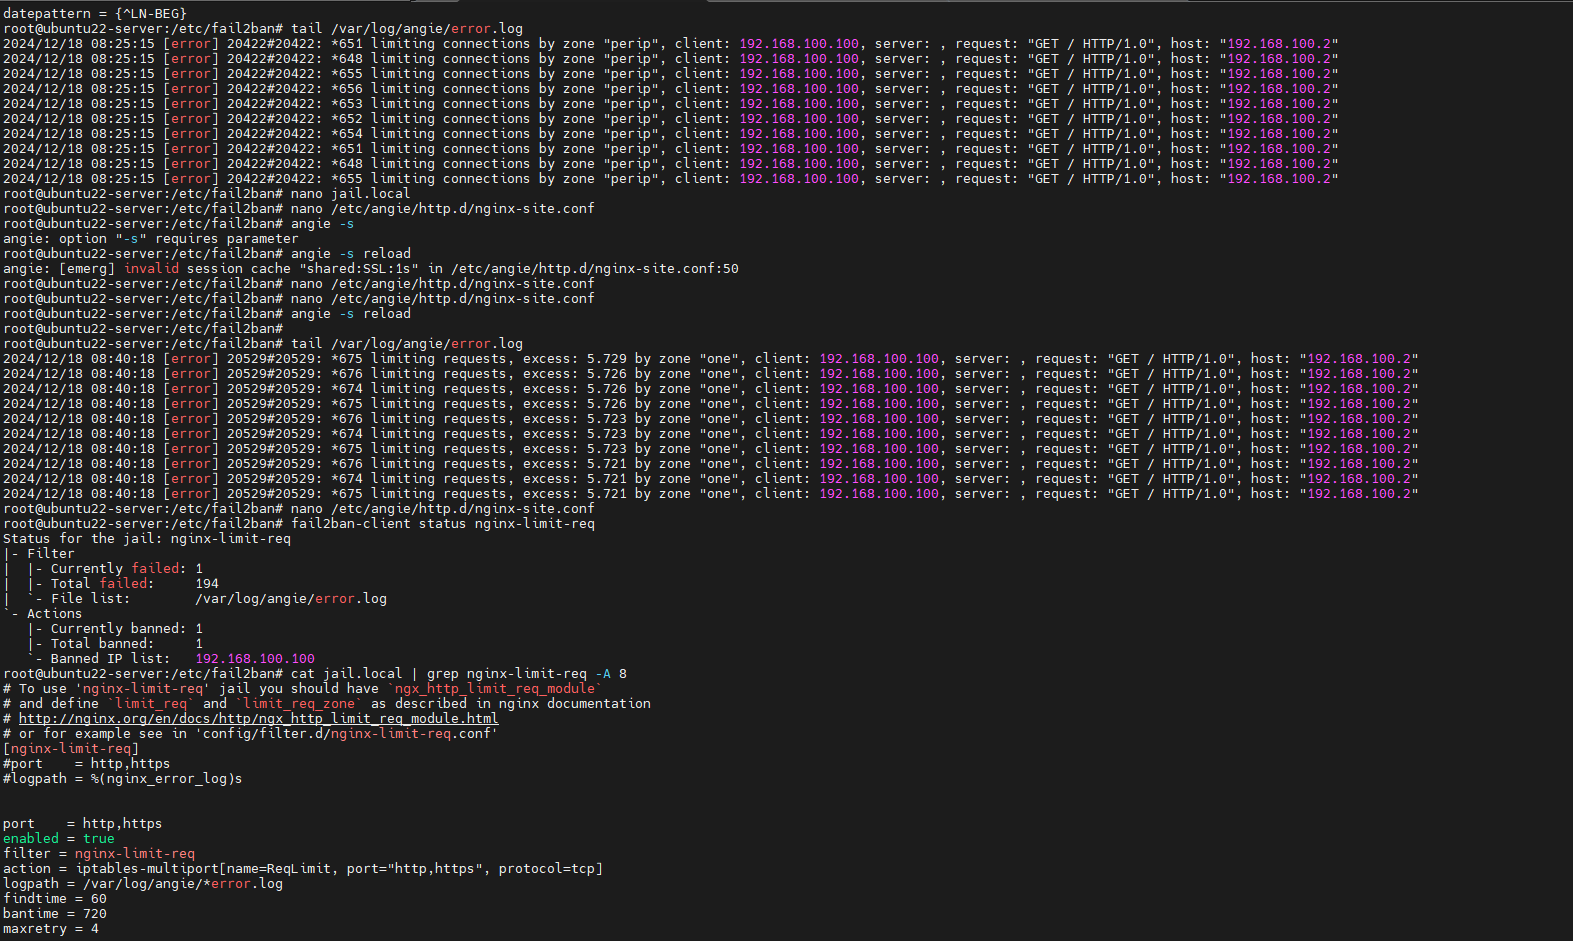 datepattern = {^LN-BEG}
root@ubuntu22-server:/etc/fail2ban# tail /var/log/angie/error.log
2024/12/18 08:25:15 [error] 20422#20422: *651 limiting connections by zone "perip", client: 192.168.100.100, server: , request: "GET / HTTP/1.0", host: "192.168.100.2"
2024/12/18 08:25:15 [error] 20422#20422: *648 limiting connections by zone "perip", client: 192.168.100.100, server: , request: "GET / HTTP/1.0", host: "192.168.100.2"
2024/12/18 08:25:15 [error] 20422#20422: *655 limiting connections by zone "perip", client: 192.168.100.100, server: , request: "GET / HTTP/1.0", host: "192.168.100.2"
2024/12/18 08:25:15 [error] 20422#20422: *656 limiting connections by zone "perip", client: 192.168.100.100, server: , request: "GET / HTTP/1.0", host: "192.168.100.2"
2024/12/18 08:25:15 [error] 20422#20422: *653 limiting connections by zone "perip", client: 192.168.100.100, server: , request: "GET / HTTP/1.0", host: "192.168.100.2"
2024/12/18 08:25:15 [error] 20422#20422: *652 limiting connections by zone "perip", client: 192.168.100.100, server: , request: "GET / HTTP/1.0", host: "192.168.100.2"
2024/12/18 08:25:15 [error] 20422#20422: *654 limiting connections by zone "perip", client: 192.168.100.100, server: , request: "GET / HTTP/1.0", host: "192.168.100.2"
2024/12/18 08:25:15 [error] 20422#20422: *651 limiting connections by zone "perip", client: 192.168.100.100, server: , request: "GET / HTTP/1.0", host: "192.168.100.2"
2024/12/18 08:25:15 [error] 20422#20422: *648 limiting connections by zone "perip", client: 192.168.100.100, server: , request: "GET / HTTP/1.0", host: "192.168.100.2"
2024/12/18 08:25:15 [error] 20422#20422: *655 limiting connections by zone "perip", client: 192.168.100.100, server: , request: "GET / HTTP/1.0", host: "192.168.100.2"
root@ubuntu22-server:/etc/fail2ban# nano jail.local
root@ubuntu22-server:/etc/fail2ban# nano /etc/angie/http.d/nginx-site.conf
root@ubuntu22-server:/etc/fail2ban# angie -s
angie: option "-s" requires parameter
root@ubuntu22-server:/etc/fail2ban# angie -s reload
angie: [emerg] invalid session cache "shared:SSL:1s" in /etc/angie/http.d/nginx-site.conf:50
root@ubuntu22-server:/etc/fail2ban# nano /etc/angie/http.d/nginx-site.conf
root@ubuntu22-server:/etc/fail2ban# nano /etc/angie/http.d/nginx-site.conf
root@ubuntu22-server:/etc/fail2ban# angie -s reload
root@ubuntu22-server:/etc/fail2ban#
root@ubuntu22-server:/etc/fail2ban# tail /var/log/angie/error.log
2024/12/18 08:40:18 [error] 20529#20529: *675 limiting requests, excess: 5.729 by zone "one", client: 192.168.100.100, server: , request: "GET / HTTP/1.0", host: "192.168.100.2"
2024/12/18 08:40:18 [error] 20529#20529: *676 limiting requests, excess: 5.726 by zone "one", client: 192.168.100.100, server: , request: "GET / HTTP/1.0", host: "192.168.100.2"
2024/12/18 08:40:18 [error] 20529#20529: *674 limiting requests, excess: 5.726 by zone "one", client: 192.168.100.100, server: , request: "GET / HTTP/1.0", host: "192.168.100.2"
2024/12/18 08:40:18 [error] 20529#20529: *675 limiting requests, excess: 5.726 by zone "one", client: 192.168.100.100, server: , request: "GET / HTTP/1.0", host: "192.168.100.2"
2024/12/18 08:40:18 [error] 20529#20529: *676 limiting requests, excess: 5.723 by zone "one", client: 192.168.100.100, server: , request: "GET / HTTP/1.0", host: "192.168.100.2"
2024/12/18 08:40:18 [error] 20529#20529: *674 limiting requests, excess: 5.723 by zone "one", client: 192.168.100.100, server: , request: "GET / HTTP/1.0", host: "192.168.100.2"
2024/12/18 08:40:18 [error] 20529#20529: *675 limiting requests, excess: 5.723 by zone "one", client: 192.168.100.100, server: , request: "GET / HTTP/1.0", host: "192.168.100.2"
2024/12/18 08:40:18 [error] 20529#20529: *676 limiting requests, excess: 5.721 by zone "one", client: 192.168.100.100, server: , request: "GET / HTTP/1.0", host: "192.168.100.2"
2024/12/18 08:40:18 [error] 20529#20529: *674 limiting requests, excess: 5.721 by zone "one", client: 192.168.100.100, server: , request: "GET / HTTP/1.0", host: "192.168.100.2"
2024/12/18 08:40:18 [error] 20529#20529: *675 limiting requests, excess: 5.721 by zone "one", client: 192.168.100.100, server: , request: "GET / HTTP/1.0", host: "192.168.100.2"
root@ubuntu22-server:/etc/fail2ban# nano /etc/angie/http.d/nginx-site.conf
root@ubuntu22-server:/etc/fail2ban# fail2ban-client status nginx-limit-req
Status for the jail: nginx-limit-req
|- Filter
|  |- Currently failed: 1
|  |- Total failed:     194
|  `- File list:        /var/log/angie/error.log
`- Actions
   |- Currently banned: 1
   |- Total banned:     1
   `- Banned IP list:   192.168.100.100
root@ubuntu22-server:/etc/fail2ban# cat jail.local | grep nginx-limit-req -A 8
# To use 'nginx-limit-req' jail you should have `ngx_http_limit_req_module`
# and define `limit_req` and `limit_req_zone` as described in nginx documentation
# http://nginx.org/en/docs/http/ngx_http_limit_req_module.html
# or for example see in 'config/filter.d/nginx-limit-req.conf'
[nginx-limit-req]
#port    = http,https
#logpath = %(nginx_error_log)s
port    = http,https
enabled = true
filter = nginx-limit-req
action = iptables-multiport[name=ReqLimit, port="http,https", protocol=tcp]
logpath = /var/log/angie/*error.log
findtime = 60
bantime = 720
maxretry = 4